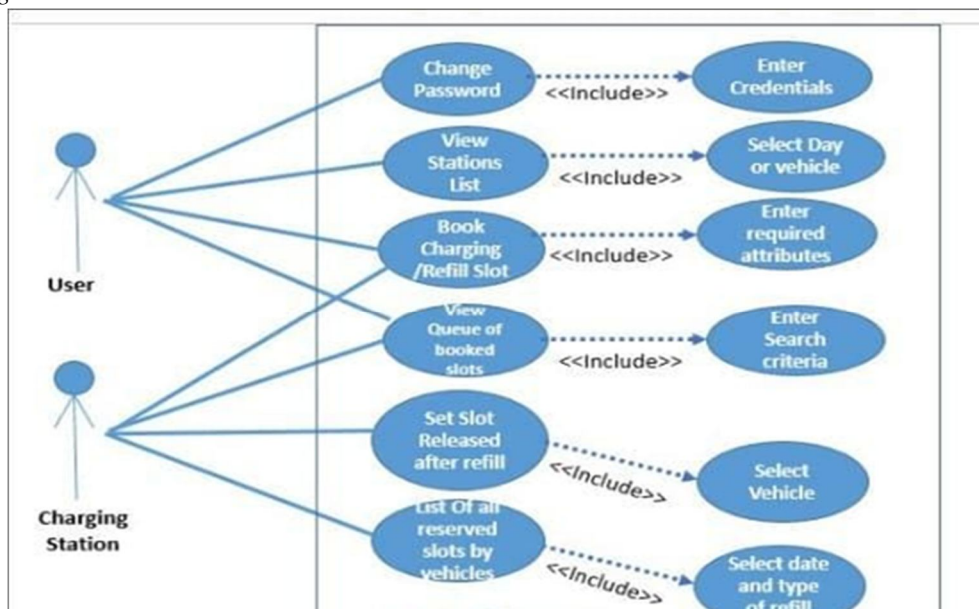 Change
Password
<<Include>>
Enter
Credentials
View
Stations
List
<<Include>>
Select Day
or vehicle
User
Book
Charging
/Refill Slot
<<Include>>
Enter
required
attributes
View
Queue of
booked
slots
<<Include>>
Enter
Search
criteria
Charging
Station
Set Slot
Released
after refill
<<Include>>
Select
Vehicle
List Of all
reserved
slots by
vehicles
<<Include>>
Select date
and type
of refill